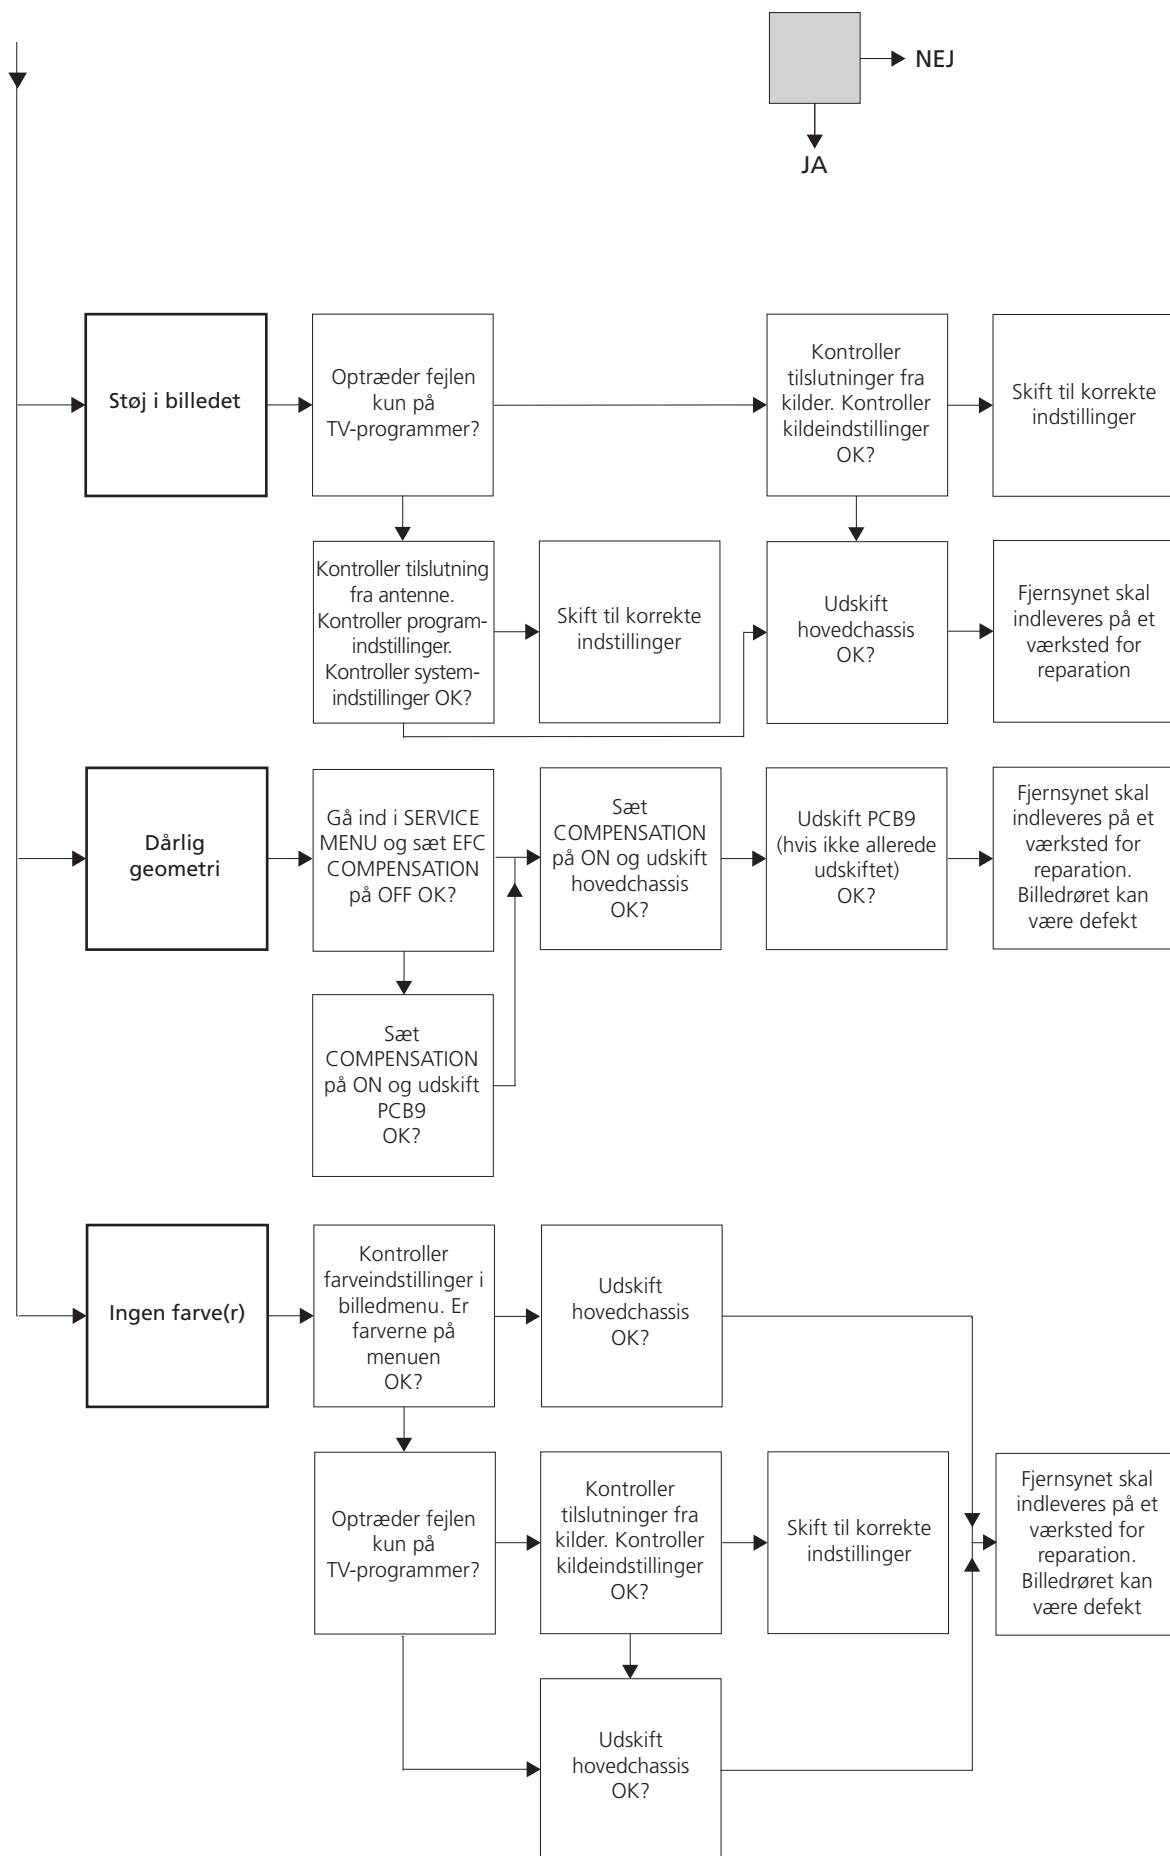 NEJ
JA
Støj i billedet
Optræder fejlen
kun på
TV-programmer?
Kontroller
tilslutninger fra
kilder. Kontroller
kildeindstillinger
OK?
Skift til korrekte
indstillinger
Kontroller tilslutning
fra antenne.
Kontroller program-
indstillinger.
Kontroller system-
indstillinger OK?
Skift til korrekte
indstillinger
Udskift
hovedchassis
OK?
Fjernsynet skal
indleveres på et
værksted for
reparation
Dårlig
geometri
Gå ind i SERVICE
MENU og sæt EFC
COMPENSATION
på OFF OK?
Sæt
COMPENSATION
på ON og udskift
hovedchassis
OK?
Udskift PCB9
(hvis ikke allerede
udskiftet)
OK?
Fjernsynet skal
indleveres på et
værksted for
reparation.
Billedrøret kan
være defekt
Sæt
COMPENSATION
på ON og udskift
PCB9
OK?
Ingen farve(r)
Kontroller
farveindstillinger i
billedmenu. Er
farverne på
menuen
OK?
Udskift
hovedchassis
OK?
Optræder fejlen
kun på
TV-programmer?
Kontroller
tilslutninger fra
kilder. Kontroller
kildeindstillinger
OK?
Skift til korrekte
indstillinger
Fjernsynet skal
indleveres på et
værksted for
reparation.
Billedrøret kan
være defekt
Udskift
hovedchassis
OK?